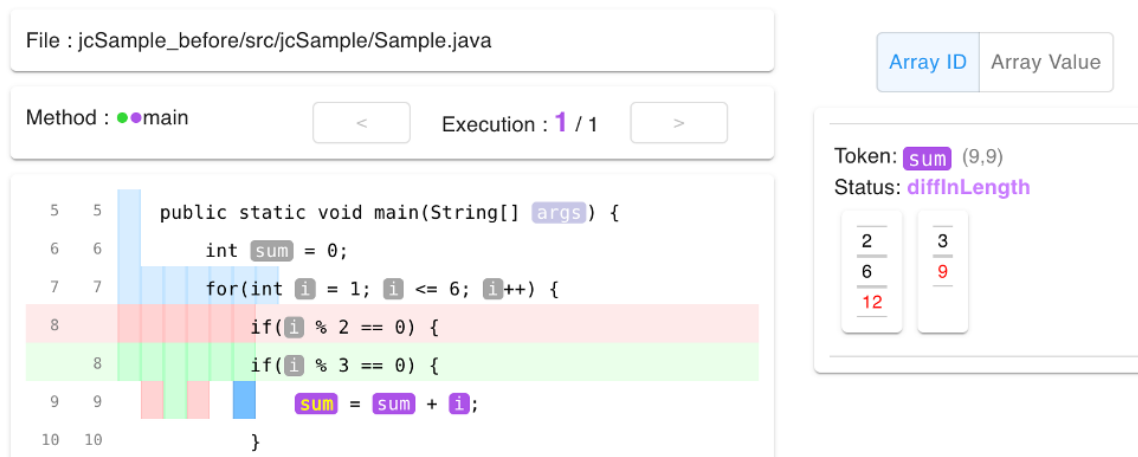 File : jcSample_before/src/jcSample/Sample.java
Method : main < Execution : 1 / 1 >
5 5 public static void main(String[] args) {
6 6 int sum = 0;
7 7 for(int i = 1; i <= 6; i++) {
8 if(i % 2 == 0) {
8 if(i % 3 == 0) {
9 9 sum = sum + i;
10 10 }
Array ID Array Value
Token: sum (9,9)
Status: diffInLength
2 3
6 9
12